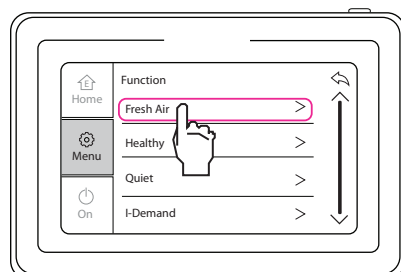 E
Home
Menu
On
Function
Fresh Air
Healthy
Quiet
I-Demand